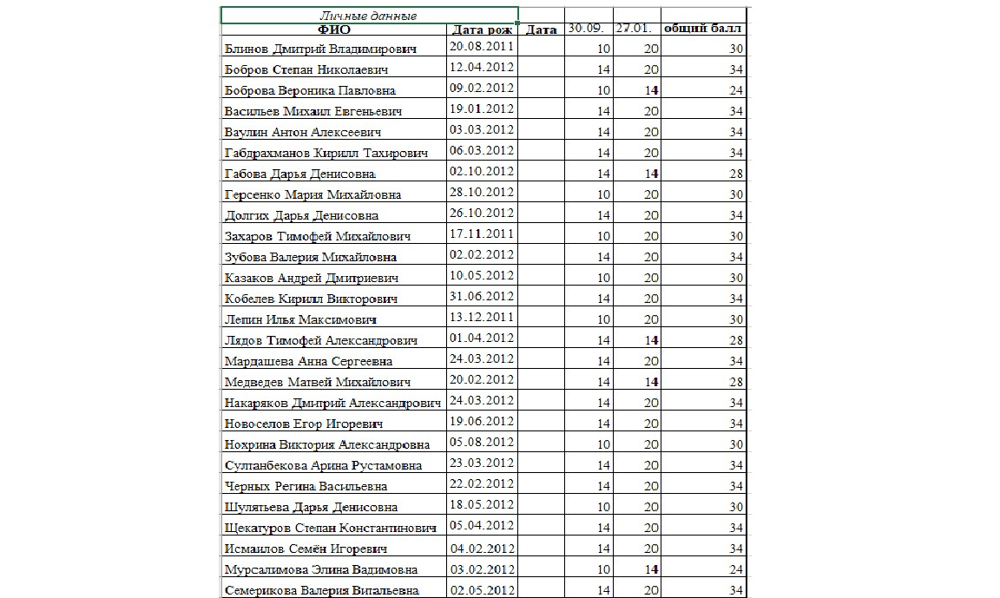 Личные данные
ФИО Дата рож Дата 30.09. 27.01. общий балл
Блинов Дмитрий Владимирович 20.08.2011 10 20 30
Бобров Степан Николаевич 12.04.2012 14 20 34
Боброва Вероника Павловна 09.02.2012 10 14 24
Васильев Михаил Евгеньевич 19.01.2012 14 20 34
Ваулин Антон Алексеевич 03.03.2012 14 20 34
Габдрахманов Кирилл Тахирович 06.03.2012 14 20 34
Габова Дарья Денисовна 02.10.2012 14 14 28
Герсенко Мария Михайловна 28.10.2012 10 20 30
Долгих Дарья Денисовна 26.10.2012 14 20 34
Захаров Тимофей Михайлович 17.11.2011 10 20 30
Зубова Валерия Михайловна 02.02.2012 14 20 34
Казаков Андрей Дмитриевич 10.05.2012 10 20 30
Кобелев Кирилл Викторович 31.06.2012 14 20 34
Лепин Илья Максимович 13.12.2011 10 20 30
Лядов Тимофей Александрович 01.04.2012 14 14 28
Мардашева Анна Сергеевна 24.03.2012 14 20 34
Медведев Матвей Михайлович 20.02.2012 14 14 28
Накаряков Дмитрий Александрович 24.03.2012 14 20 34
Новоселов Егор Игоревич 19.06.2012 14 20 34
Нохрина Виктория Александровна 05.08.2012 10 20 30
Султанбекова Арина Рустамовна 23.03.2012 14 20 34
Черных Регина Васильевна 22.02.2012 14 20 34
Шулятьева Дарья Денисовна 18.05.2012 10 20 30
Щекатуров Степан Константинович 05.04.2012 14 20 34
Исмаилов Семён Игоревич 04.02.2012 14 20 34
Мурсалимова Элина Вадимовна 03.02.2012 10 14 24
Семерикова Валерия Витальевна 02.05.2012 14 20 34